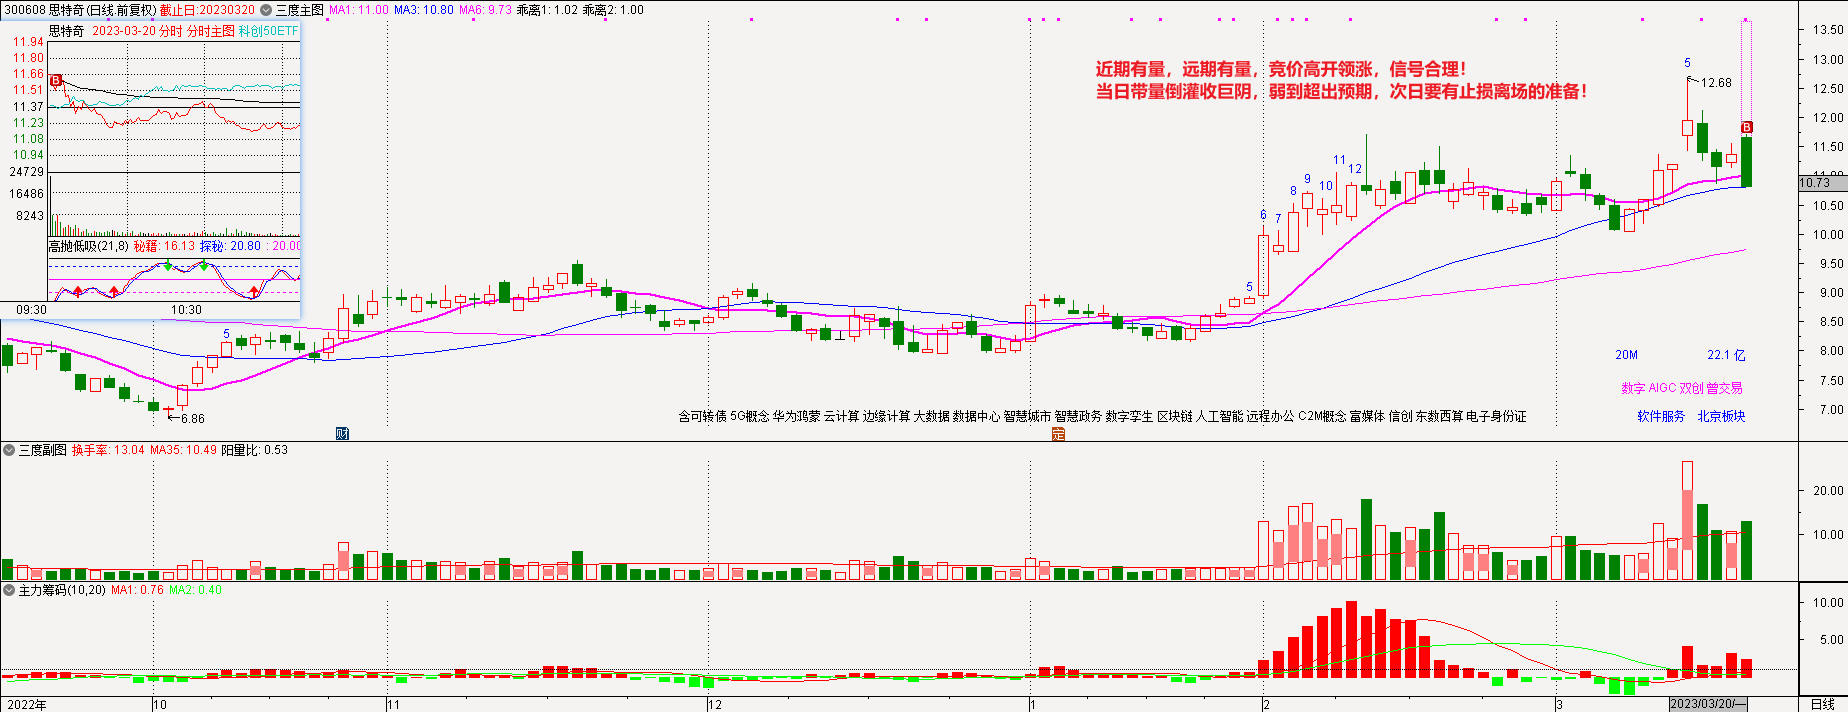 300608 思特奇(日线.前复权) 截止日:20230320 三度主图 MA1: 11.00 MA3: 10.80 MA6: 9.73 乖离1: 1.02 乖离2: 1.00
思特奇 2023-03-20 分时 分时主图 科创50ETF
11.94
11.80
11.66
11.51
11.37
11.23
11.08
10.94
24729
16486
8243
B
高抛低吸(21,8) 秘籍: 16.13 探秘: 20.80 : 20.00
09:30 10:30
近期有量，远期有量，竞价高开领涨，信号合理！
当日带量倒灌收巨阴，弱到超出预期，次日要有止损离场的准备！
5
12.68
B
5
6.86
5
6
7
8
9
10
11
12
13.50
13.00
12.50
12.00
11.50
10.73
10.50
10.00
9.50
9.00
8.50
8.00
7.50
7.00
20M 22.1 亿
数字 AIGC 双创 曾交易
含可转债 5G概念 华为鸿蒙 云计算 边缘计算 大数据 数据中心 智慧城市 智慧政务 数字孪生 区块链 人工智能 远程办公 C2M概念 富媒体 信创 东数西算 电子身份证
软件服务 北京板块
财 定
三度副图 换手率: 13.04 MA35: 10.49 阳量比: 0.53
20.00
10.00
主力筹码(10,20) MA1: 0.76 MA2: 0.40
10.00
5.00
2022年 10 11 12 1 2 3 2023/03/20/一 日线